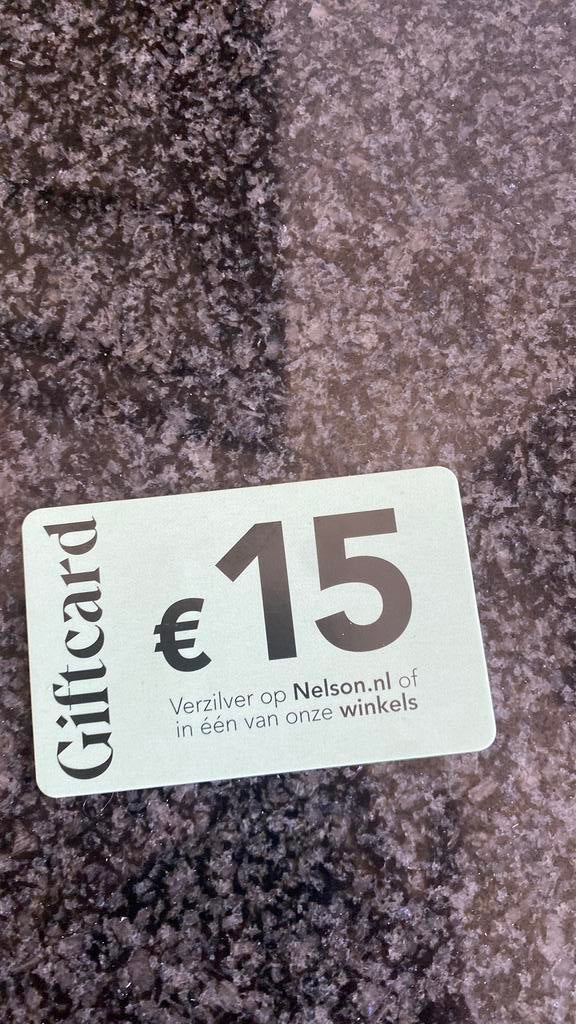 Giftcard
€15
Verzilver op Nelson.nl of
in één van onze winkels